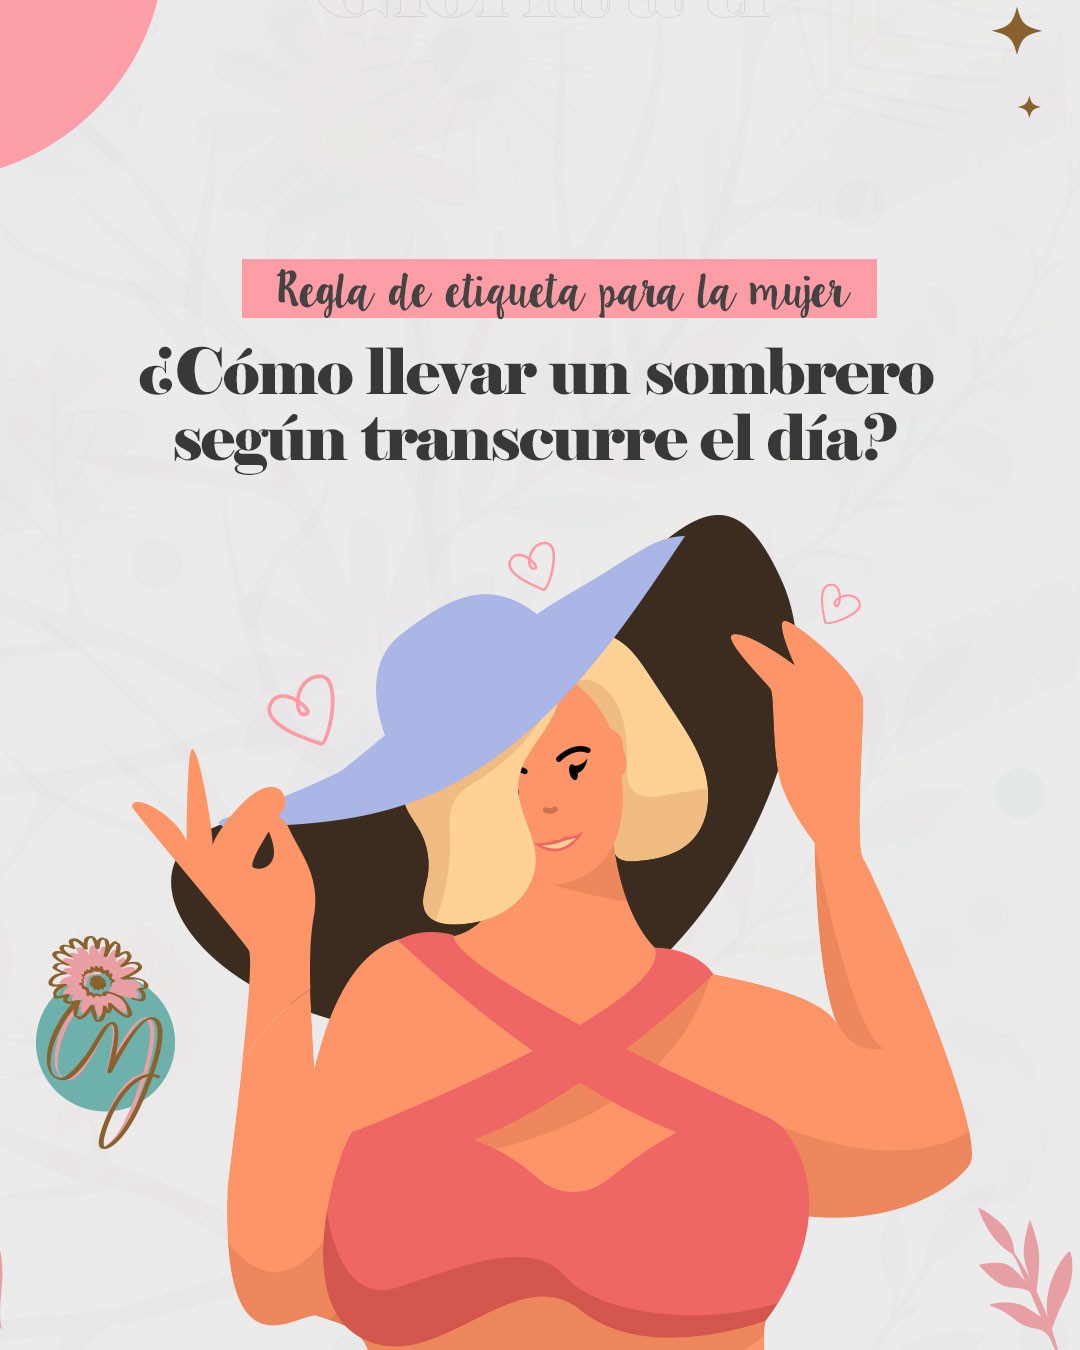 Regla de etiqueta para la mujer
¿Cómo llevar un sombrero
según transcurre el día?